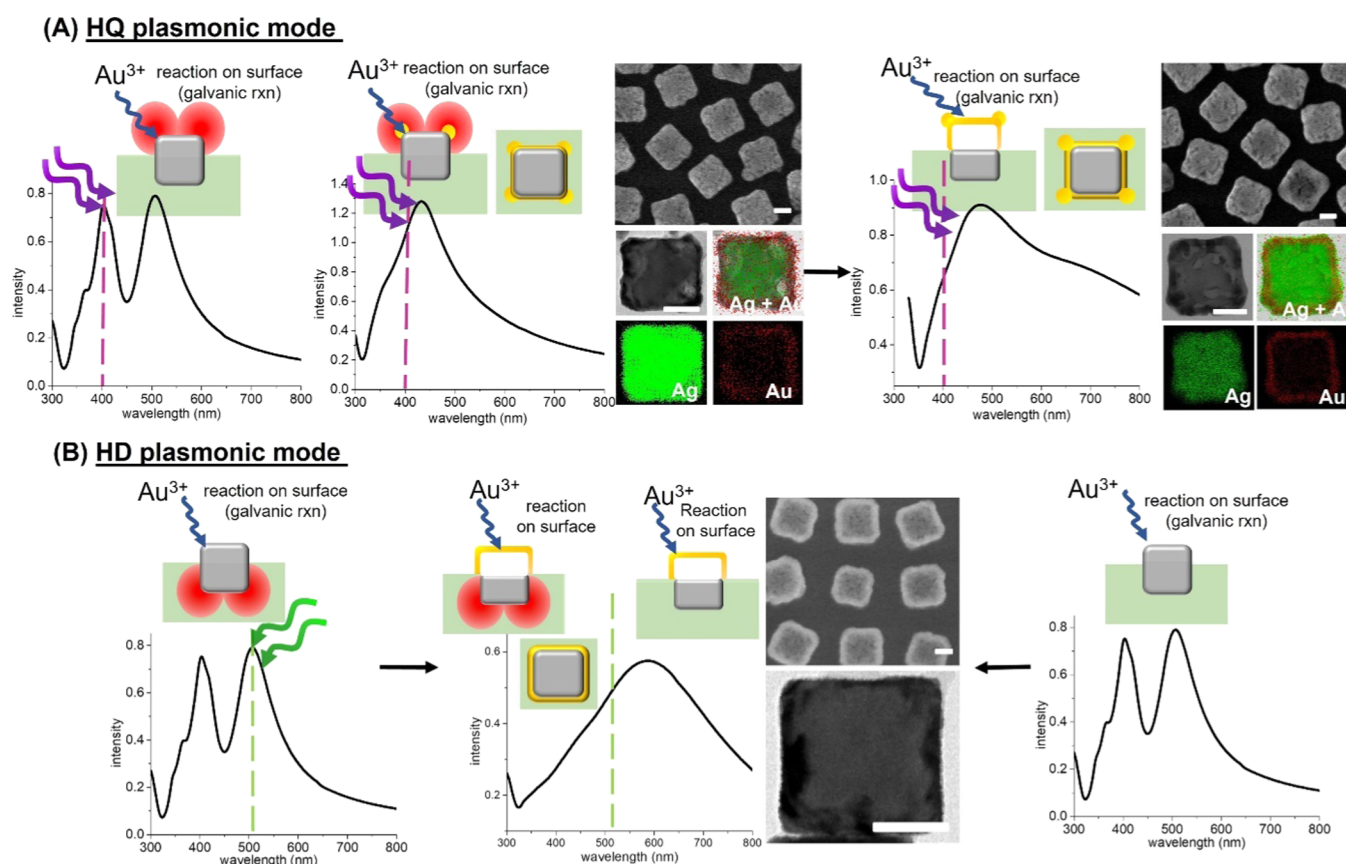 (A) HQ plasmonic mode
Au3+ reaction on surface
(galvanic rxn)
0.8
0.6
0.4
0.2
0.0
intensity
300 400 500 600 700 800
wavelength (nm)
Au3+ reaction on surface
(galvanic rxn)
1.4
1.2
1.0
0.8
0.6
0.4
0.2
0.0
intensity
300 400 500 600 700 800
wavelength (nm)
Ag + A
Ag
Au
Au3+
reaction on surface
(galvanic rxn)
1.0
0.8
0.6
0.4
intensity
300 400 500 600 700 800
wavelength (nm)
Ag + A
Ag
Au
(B) HD plasmonic mode
Au3+ reaction on surface
(galvanic rxn)
0.8
0.6
0.4
0.2
0.0
intensity
300 400 500 600 700 800
wavelength (nm)
Au3+
reaction
on surface
Au3+
Reaction
on surface
0.6
0.4
0.2
intensity
300 400 500 600 700 800
wavelength (nm)
Au3+
reaction on surface
(galvanic rxn)
0.8
0.6
0.4
0.2
0.0
intensity
300 400 500 600 700 800
wavelength (nm)